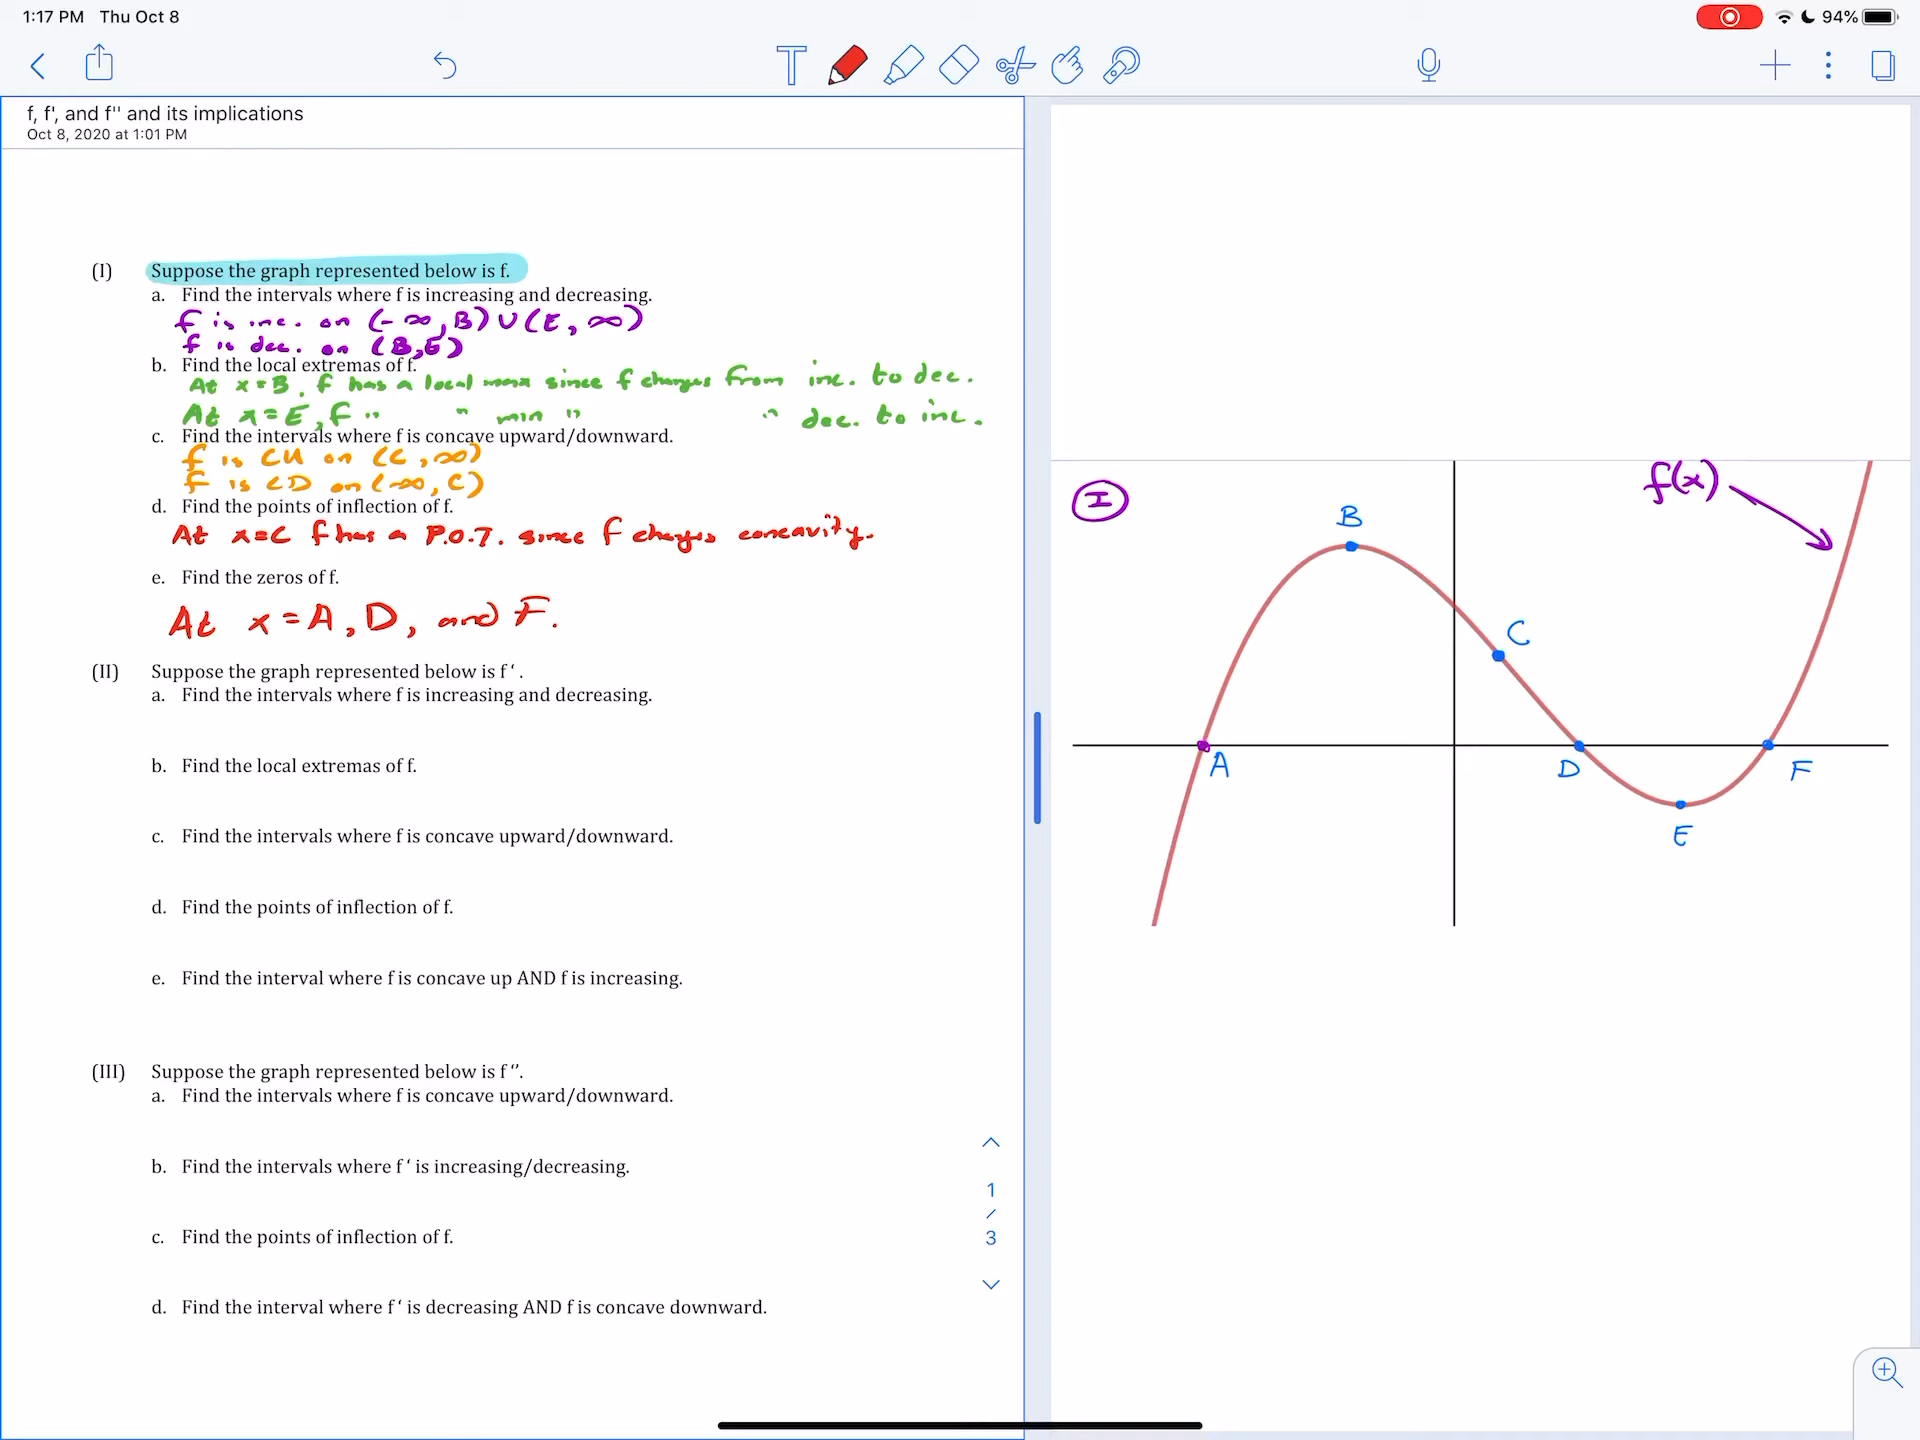 1:17 PM Thu Oct 8
94%
f, f', and f'' and its implications
Oct 8, 2020 at 1:01 PM
(I) Suppose the graph represented below is f.
a. Find the intervals where f is increasing and decreasing.
f is inc. on (-∞, B) ∪ (E, ∞)
f is dec. on (B, E)
b. Find the local extremas of f.
At x=B, f has a local max since f changes from inc. to dec.
At x=E, f " " min " " dec. to inc.
c. Find the intervals where f is concave upward/downward.
f is CU on (C, ∞)
f is CD on (-∞, C)
d. Find the points of inflection of f.
At x=C f has a P.O.I. since f changes concavity.
e. Find the zeros of f.
At x = A, D, and F.
(II) Suppose the graph represented below is f ‘ .
a. Find the intervals where f is increasing and decreasing.
b. Find the local extremas of f.
c. Find the intervals where f is concave upward/downward.
d. Find the points of inflection of f.
e. Find the interval where f is concave up AND f is increasing.
(III) Suppose the graph represented below is f ‘’.
a. Find the intervals where f is concave upward/downward.
b. Find the intervals where f ‘ is increasing/decreasing.
c. Find the points of inflection of f.
d. Find the interval where f ‘ is decreasing AND f is concave downward.
1
/
3
I
f(x)
B
C
A
D
F
E